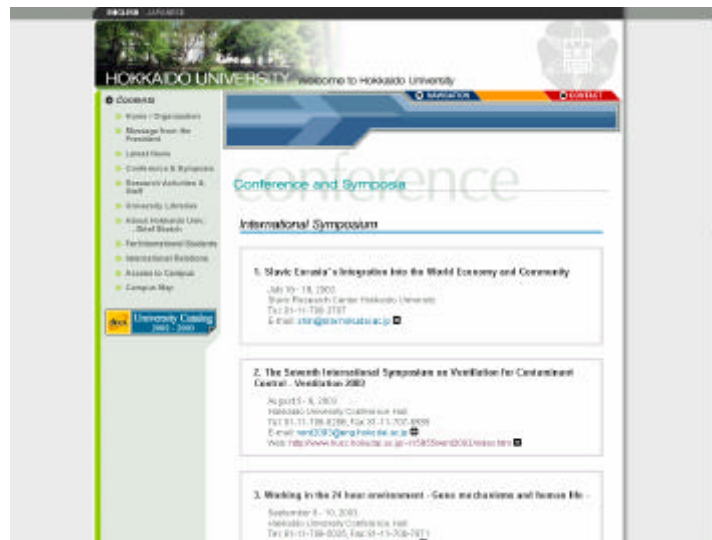 ENGLISH JAPANESE
HOKKAIDO UNIVERSITY Welcome to Hokkaido University
NAVIGATION CONTACT
Contents
Home / Organization
Message from the
President
Latest News
Conference & Symposia
Research Activities &
Staff
University Libraries
About Hokkaido Univ.
...Brief Sketch
For International Students
International Relations
Access to Campus
Campus Map
University Catalog
2002 - 2003
conference
Conference and Symposia
International Symposium
1. Slavic Eurasia's Integration into the World Economy and Community
July 16 - 18, 2003
Slavic Research Center Hokkaido University
E-mail:
2. The Seventh International Symposium on Ventilation for Contaminant
Control - Ventilation 2003
August 5 - 8, 2003
Hokkaido University Conference Hall
E-mail:
Web:
3. Working in the 24 hour environment - Gene mechanisms and human life -
September 8 - 10, 2003
Hokkaido University Conference Hall